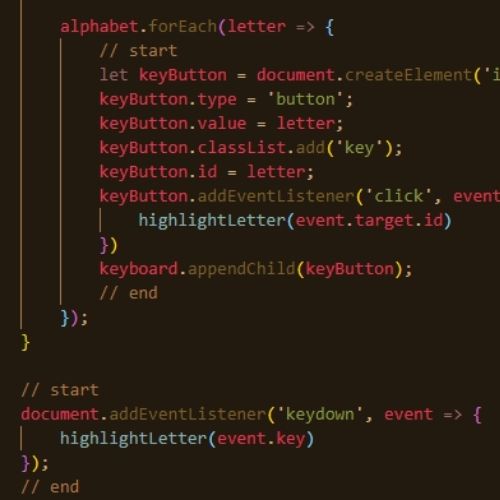 alphabet.forEach(letter => {
// start
let keyButton = document.createElement('i
keyButton.type = 'button';
keyButton.value = letter;
keyButton.classList.add('key');
keyButton.id = letter;
keyButton.addEventListener('click', event
highlightLetter(event.target.id)
})
keyboard.appendChild(keyButton);
// end
});
}
// start
document.addEventListener('keydown', event => {
highlightLetter(event.key)
});
// end